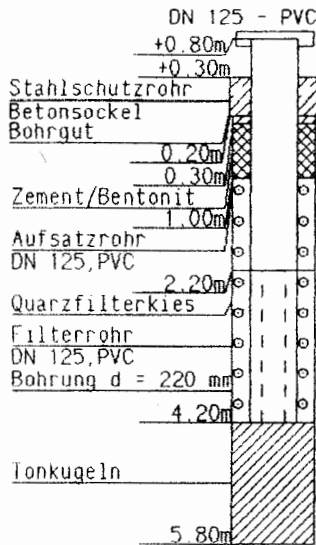 DN 125 - PVC
+0.80m
+0.30m
Stahlschutzrohr
Betonsockel
Bohrgut
0.20m
0.30m
Zement/Bentonit
1.00m
Aufsatzrohr
DN 125,PVC
2.20m
Quarzfilterkies
Filterrohr
DN 125,PVC
Bohrung d = 220 mm
4.20m
Tonkugeln
5.80m